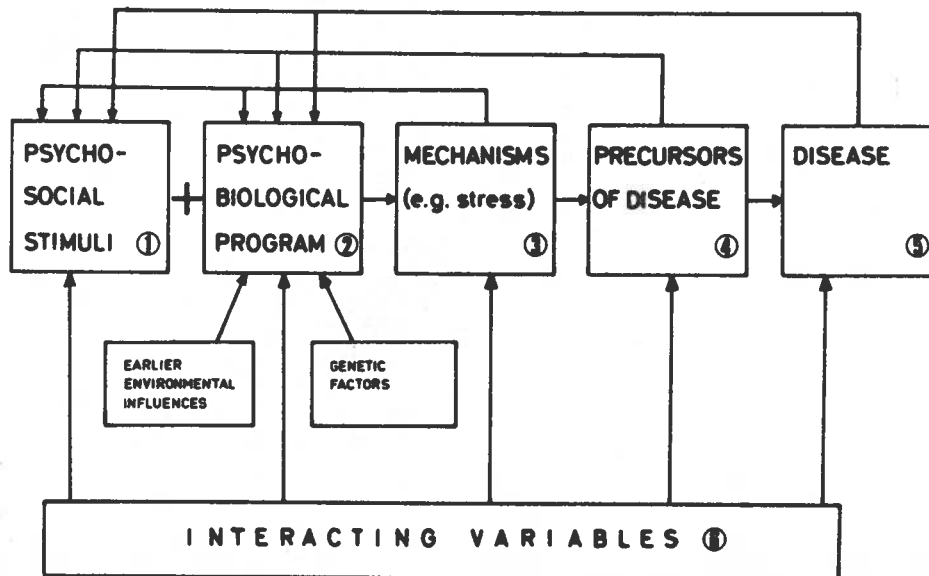 PSYCHO-
SOCIAL
STIMULI ①
+
PSYCHO-
BIOLOGICAL
PROGRAM ②
MECHANISMS
(e.g. stress)
③
PRECURSORS
OF DISEASE
④
DISEASE
⑤
EARLIER
ENVIRONMENTAL
INFLUENCES
GENETIC
FACTORS
INTERACTING VARIABLES ⑥